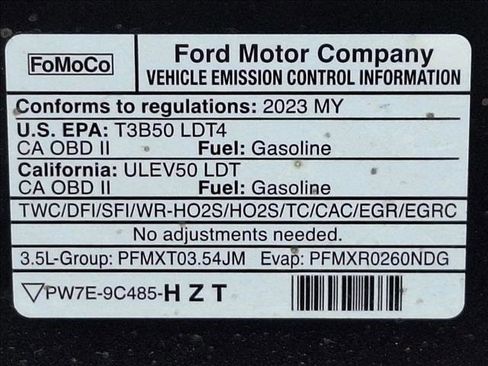 FoMoCo
Ford Motor Company
VEHICLE EMISSION CONTROL INFORMATION
Conforms to regulations: 2023 MY
U.S. EPA: T3B50 LDT4
CA OBD II Fuel: Gasoline
California: ULEV50 LDT
CA OBD II Fuel: Gasoline
TWC/DFI/SFI/WR-HO2S/HO2S/TC/CAC/EGR/EGRC
No adjustments needed.
3.5L-Group: PFMXT03.54JM Evap: PFMXR0260NDG
▽PW7E-9C485-HZT